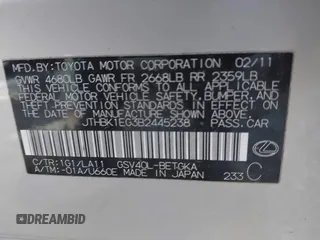 MFD.BY:TOYOTA MOTOR CORPORATION 02/11
GVWR 4680LB GAWR FR 2668LB RR 2359LB
THIS VEHICLE CONFORMS TO ALL APPLICABLE
FEDERAL MOTOR VEHICLE SAFETY, BUMPER, AND
THEFT PREVENTION STANDARDS IN EFFECT ON THE DATE OF
MANUFACTURE SHOWN ABOVE.
JTHBK1EG3B2445238 PASS. CAR
C/TR:1G1/LA11 GSV40L-BETGKA
A/TM:-01A/U660E MADE IN JAPAN 233 C
DREAMBID